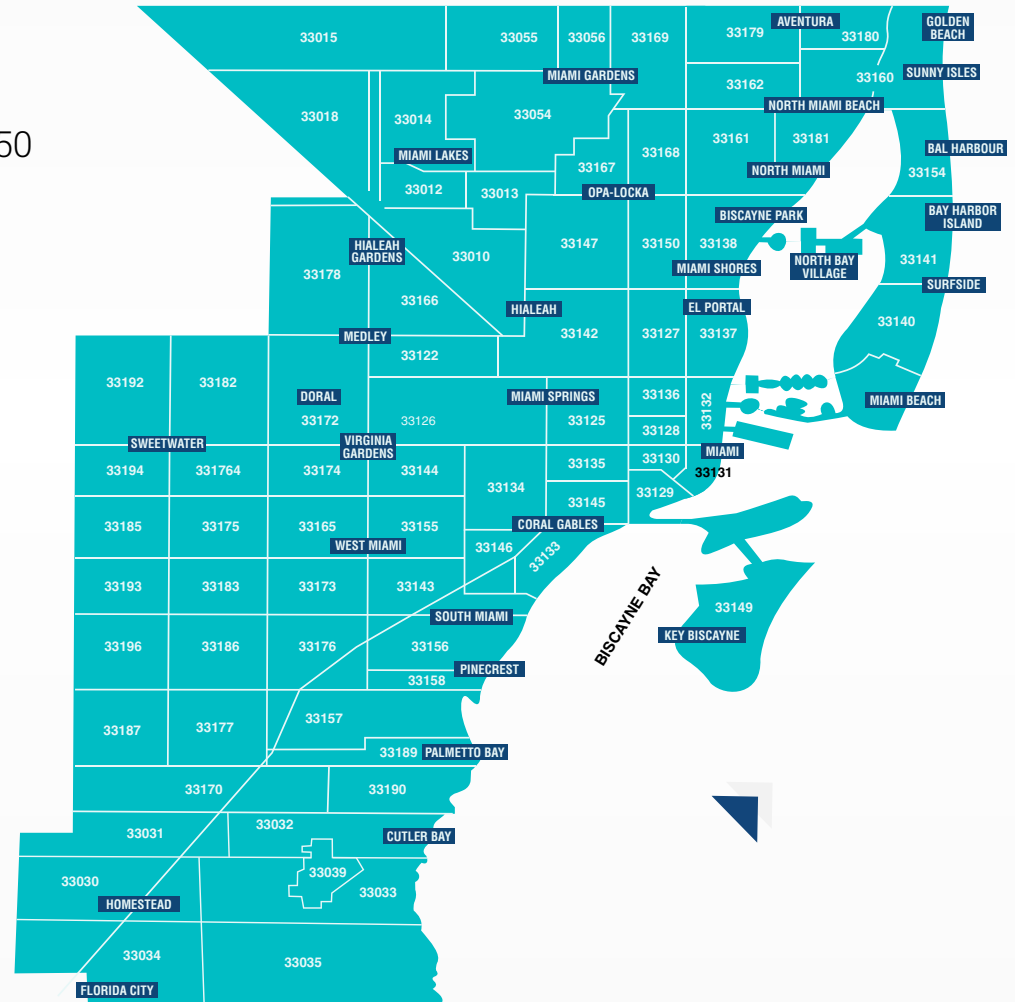 50
33015
33055
33056
33169
33179
AVENTURA
33180
GOLDEN
BEACH
MIAMI GARDENS
33162
33160
SUNNY ISLES
33018
33014
33054
NORTH MIAMI BEACH
MIAMI LAKES
33167
33168
33161
33181
BAL HARBOUR
33154
NORTH MIAMI
33012
33013
OPA-LOCKA
BISCAYNE PARK
BAY HARBOR
ISLAND
HIALEAH
GARDENS
33010
33147
33150
33138
NORTH BAY
VILLAGE
33141
33178
MIAMI SHORES
SURFSIDE
33166
HIALEAH
EL PORTAL
33140
MEDLEY
33142
33127
33137
33122
33192
33182
DORAL
MIAMI SPRINGS
33136
33132
MIAMI BEACH
33172
33126
33125
33128
SWEETWATER
VIRGINIA
GARDENS
MIAMI
33194
331764
33174
33144
33134
33135
33130
33131
33145
33129
33185
33175
33165
33155
CORAL GABLES
WEST MIAMI
33146
33133
33193
33183
33173
33143
BISCAYNE BAY
33149
SOUTH MIAMI
KEY BISCAYNE
33196
33186
33176
33156
PINECREST
33158
33187
33177
33157
33189
PALMETTO BAY
33170
33190
33031
33032
CUTLER BAY
33030
33039
33033
HOMESTEAD
33034
33035
FLORIDA CITY